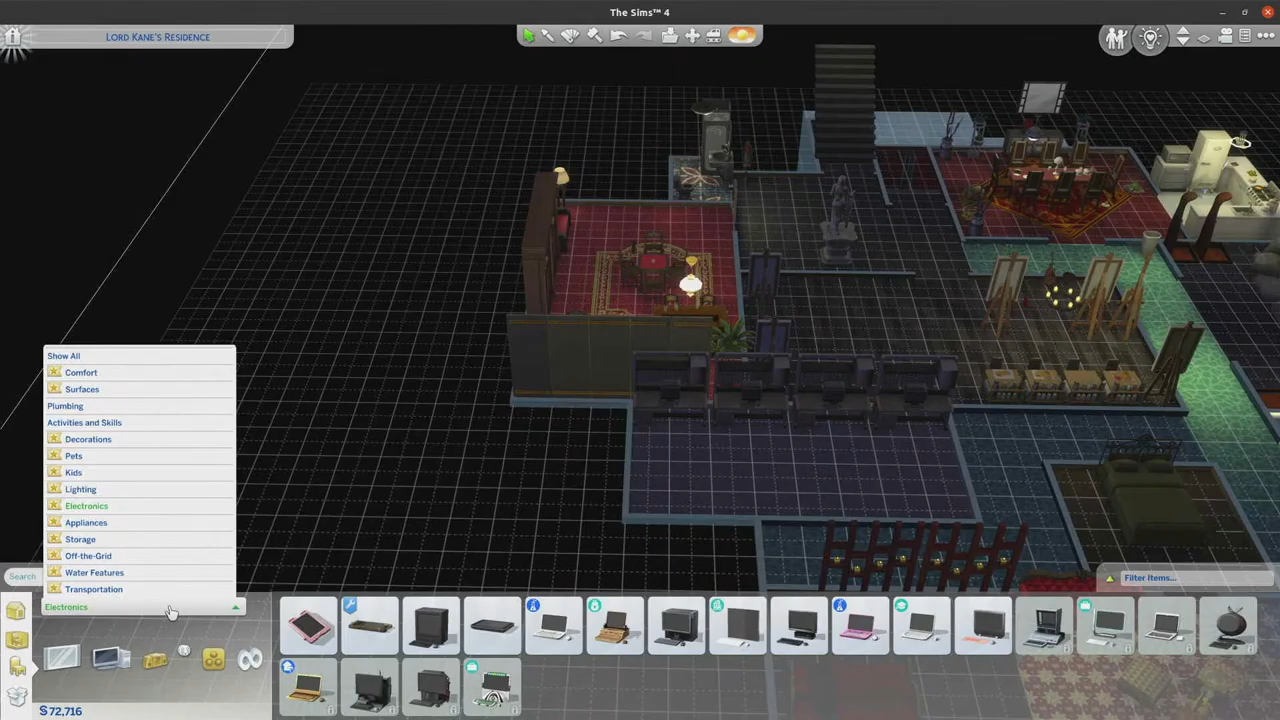 The Sims™ 4
Lord Kane's Residence
Show All
Comfort
Surfaces
Plumbing
Activities and Skills
Decorations
Pets
Kids
Lighting
Electronics
Appliances
Storage
Off-the-Grid
Water Features
Transportation
Search
Electronics
Filter Items...
§72,716